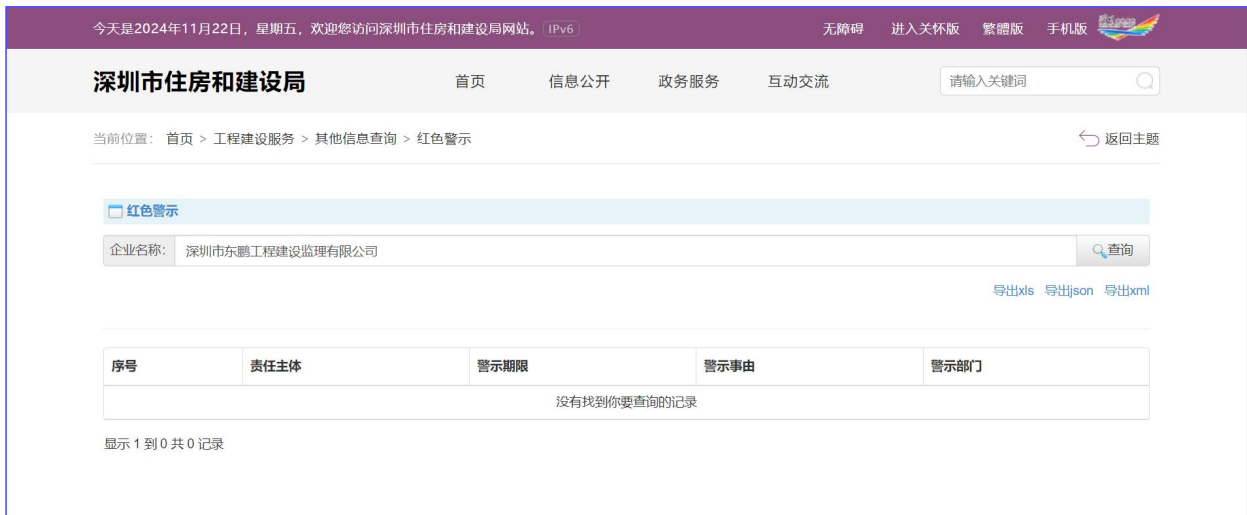 今天是2024年11月22日，星期五，欢迎您访问深圳市住房和建设局网站。 IPv6 无障碍 进入关怀版 繁體版 手机版
深圳市住房和建设局 首页 信息公开 政务服务 互动交流 请输入关键词
当前位置： 首页 > 工程建设服务 > 其他信息查询 > 红色警示 返回主题
红色警示
企业名称: 深圳市东鹏工程建设监理有限公司 查询
导出xls 导出json 导出xml
序号 责任主体 警示期限 警示事由 警示部门
没有找到你要查询的记录
显示 1 到 0 共 0 记录